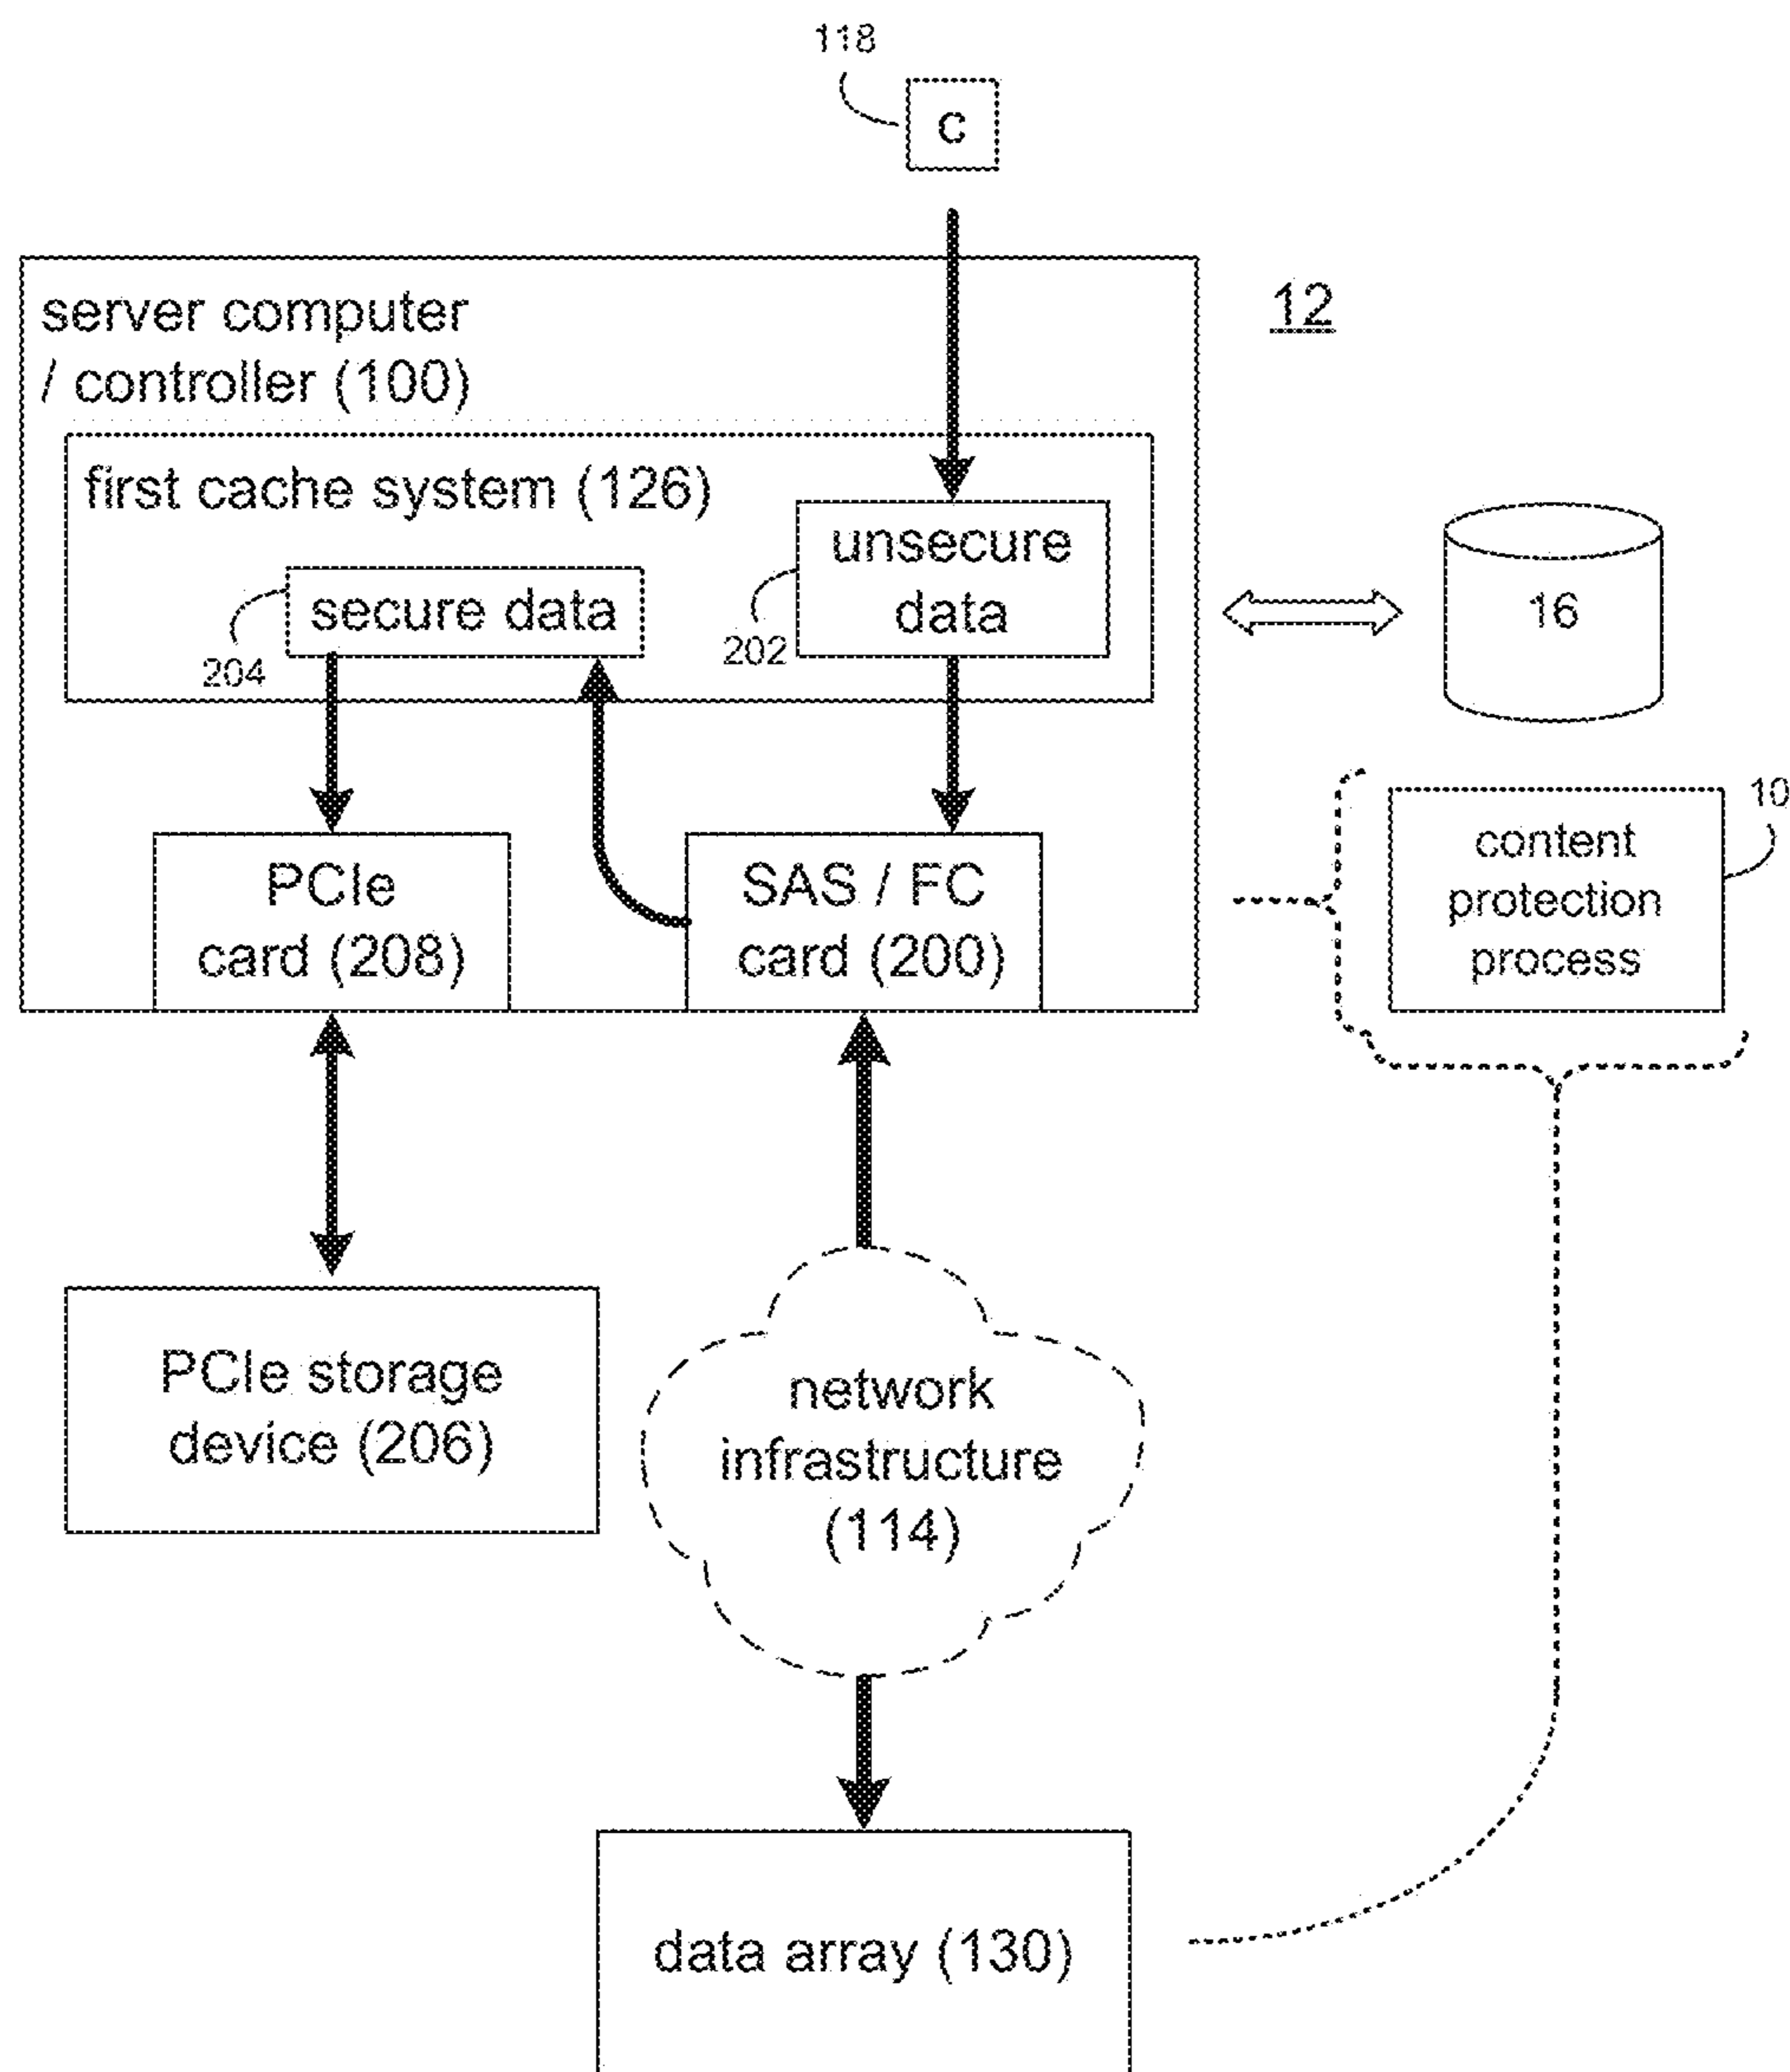 118
C
server computer
/ controller (100)
12
first cache system (126)
unsecure
data
secure data
202
204
16
PCIe
card (208)
SAS / FC
card (200)
content
protection
process
10
PCIe storage
device (206)
network
infrastructure
(114)
data array (130)